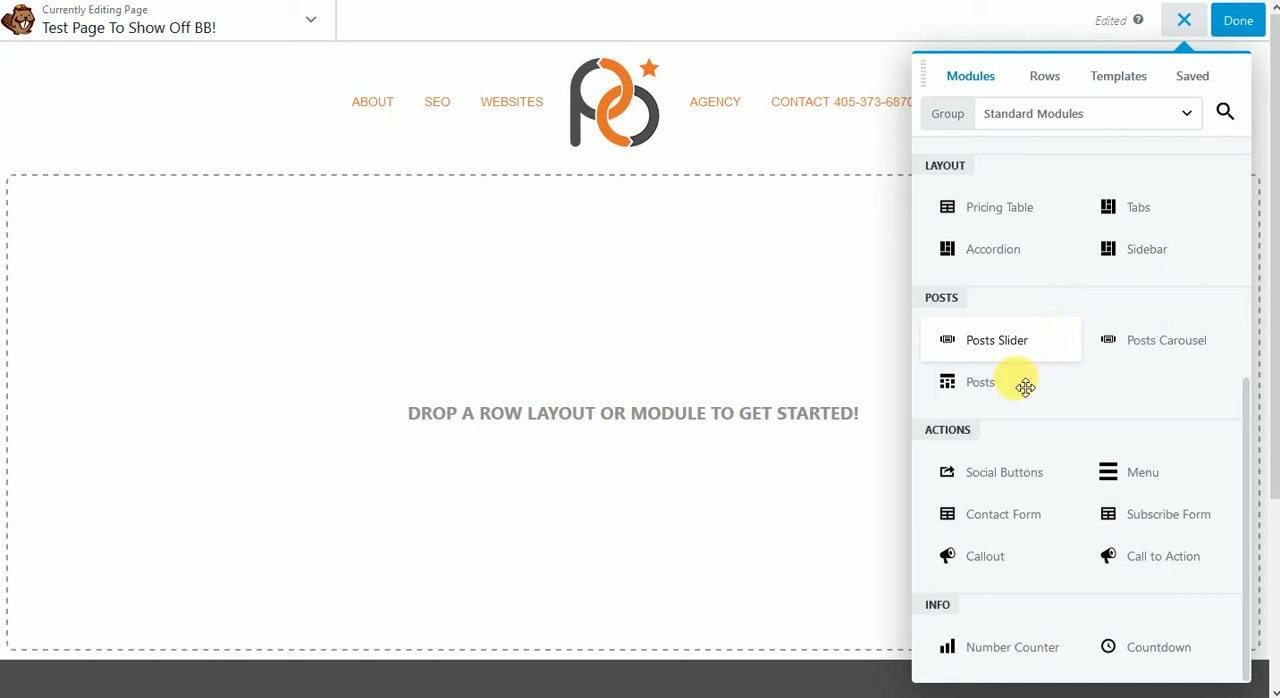 Currently Editing Page
Test Page To Show Off BB!
Edited
Done
ABOUT
SEO
WEBSITES
AGENCY
CONTACT 405-373-6870
Modules
Rows
Templates
Saved
Group
Standard Modules
LAYOUT
Pricing Table
Tabs
Accordion
Sidebar
POSTS
Posts Slider
Posts Carousel
Posts
DROP A ROW LAYOUT OR MODULE TO GET STARTED!
ACTIONS
Social Buttons
Menu
Contact Form
Subscribe Form
Callout
Call to Action
INFO
Number Counter
Countdown